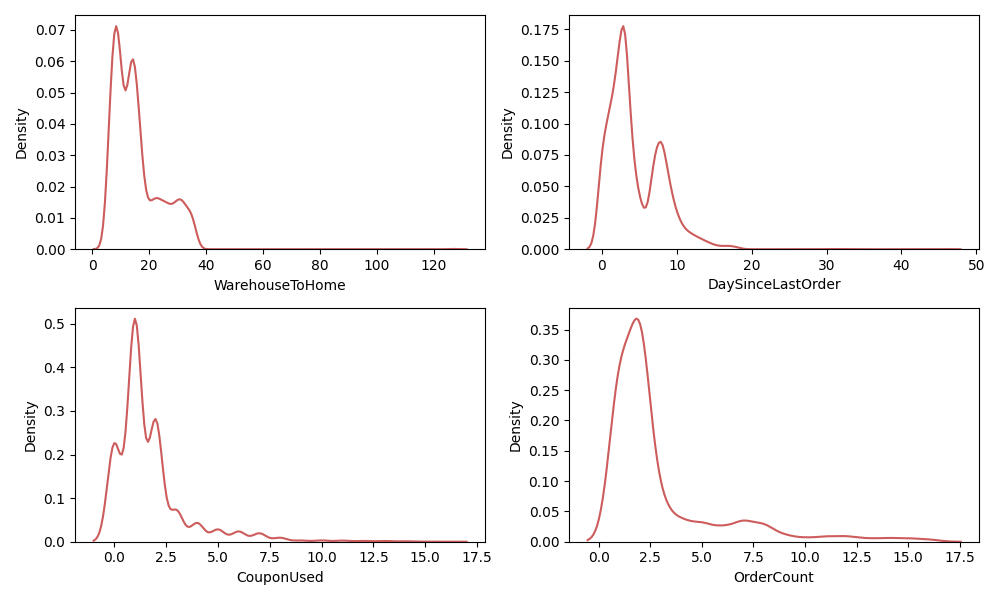 0.07
0.06
0.05
0.04
0.03
0.02
0.01
0.00
Density
0 20 40 60 80 100 120
WarehouseToHome
0.175
0.150
0.125
0.100
0.075
0.050
0.025
0.000
Density
0 10 20 30 40 50
DaySinceLastOrder
0.5
0.4
0.3
0.2
0.1
0.0
Density
0.0 2.5 5.0 7.5 10.0 12.5 15.0 17.5
CouponUsed
0.35
0.30
0.25
0.20
0.15
0.10
0.05
0.00
Density
0.0 2.5 5.0 7.5 10.0 12.5 15.0 17.5
OrderCount